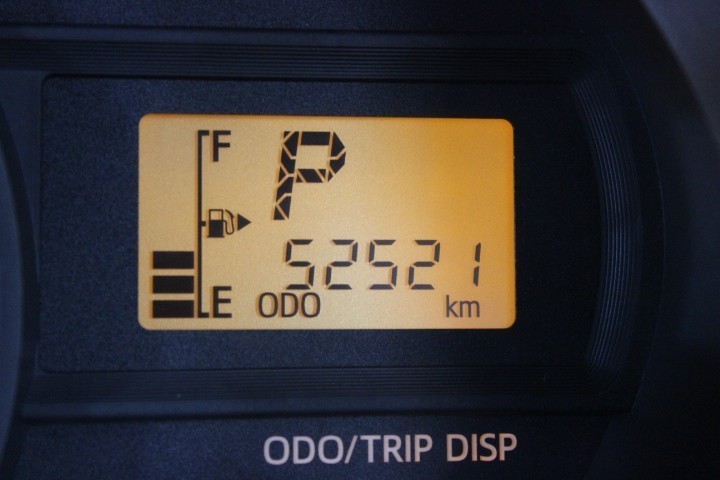 F
P
52521
E ODO km
ODO/TRIP DISP